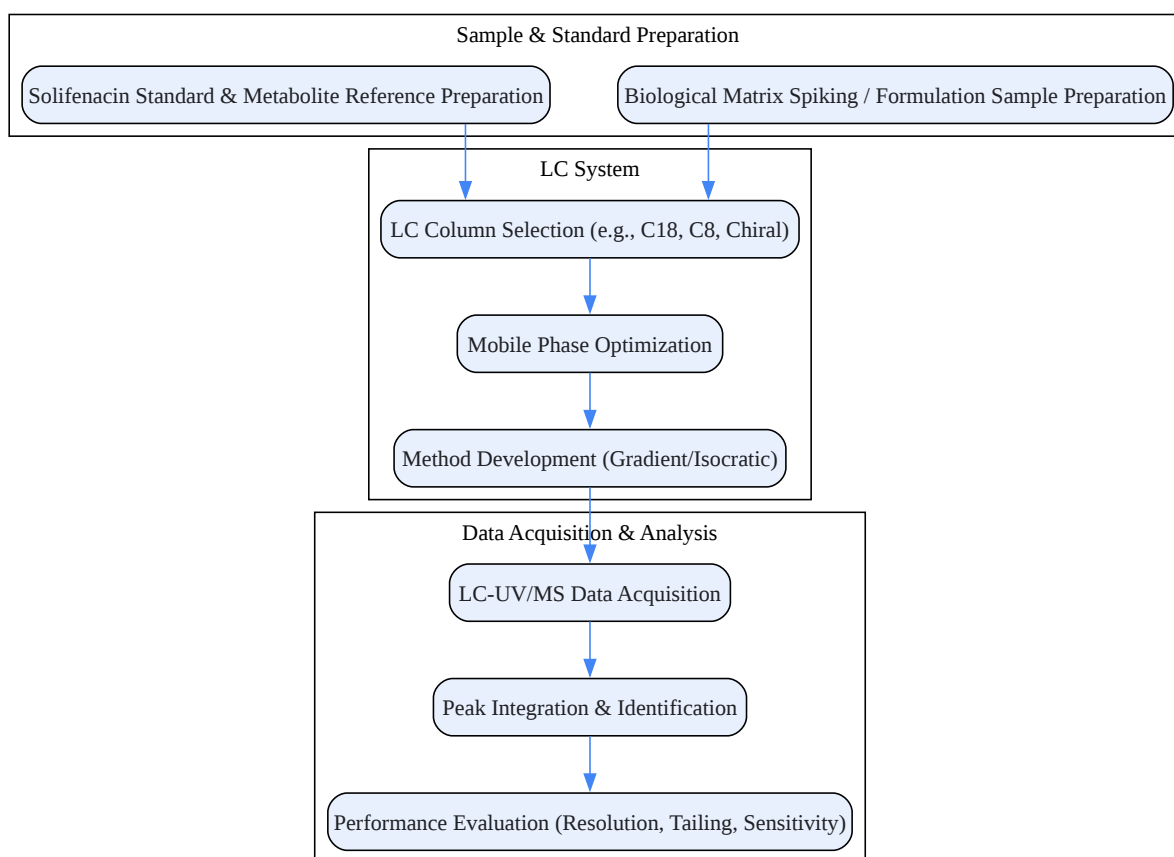 Sample & Standard Preparation
Solifenacin Standard & Metabolite Reference Preparation
Biological Matrix Spiking / Formulation Sample Preparation
LC System
LC Column Selection (e.g., C18, C8, Chiral)
Mobile Phase Optimization
Method Development (Gradient/Isocratic)
Data Acquisition & Analysis
LC-UV/MS Data Acquisition
Peak Integration & Identification
Performance Evaluation (Resolution, Tailing, Sensitivity)